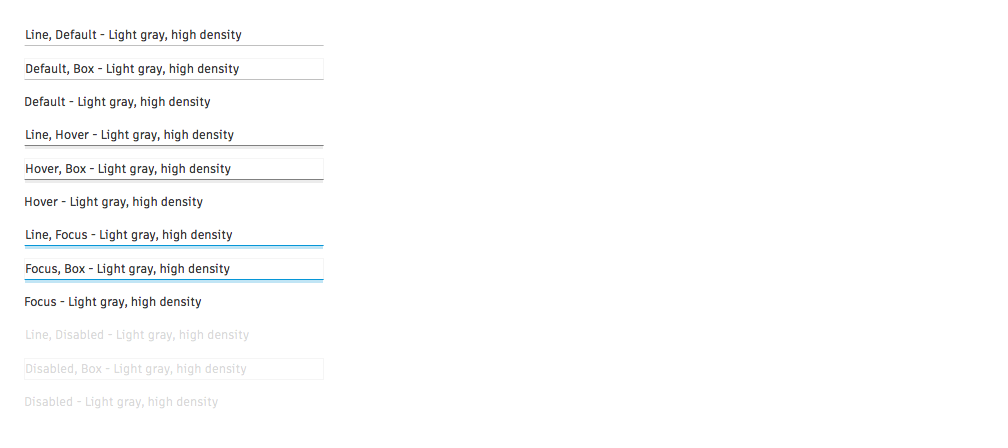 Line, Default - Light gray, high density
Default, Box - Light gray, high density
Default - Light gray, high density
Line, Hover - Light gray, high density
Hover, Box - Light gray, high density
Hover - Light gray, high density
Line, Focus - Light gray, high density
Focus, Box - Light gray, high density
Focus - Light gray, high density
Line, Disabled - Light gray, high density
Disabled, Box - Light gray, high density
Disabled - Light gray, high density